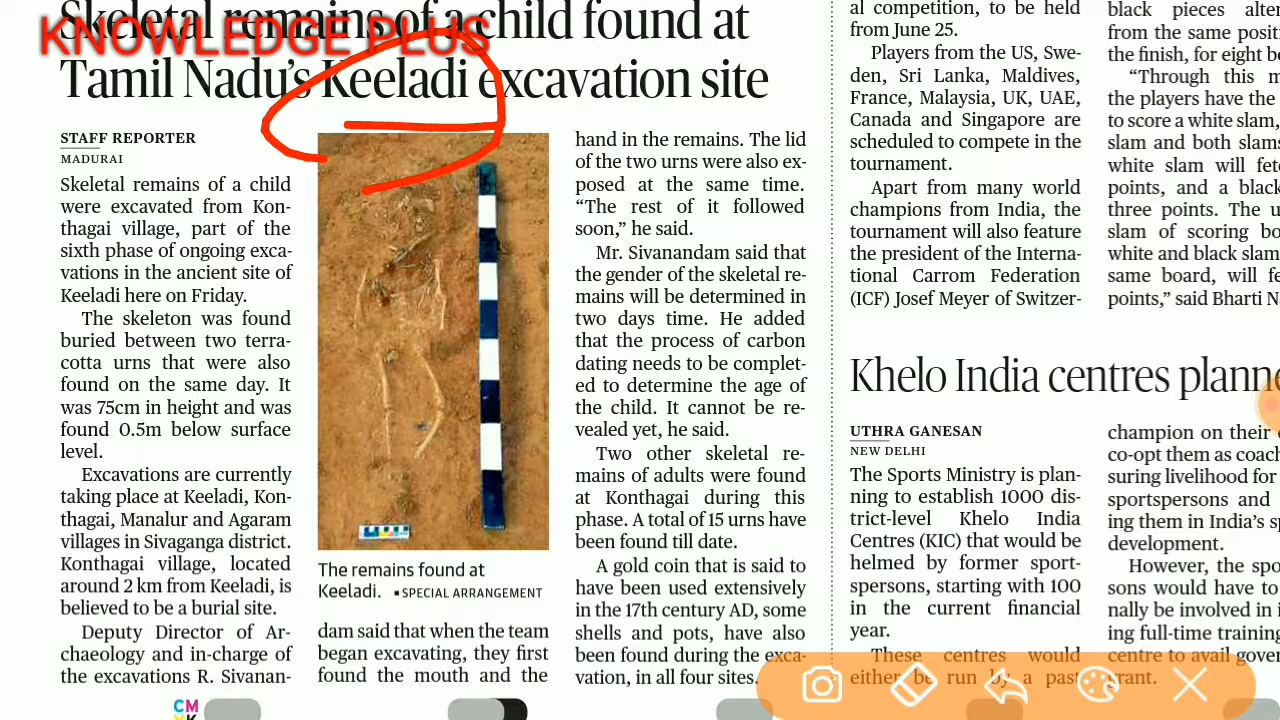 Skeletal remains of a child found at
KNOWLEDGE PLUS
Tamil Nadu's Keeladi excavation site
STAFF REPORTER
MADURAI
Skeletal remains of a child
were excavated from Kon-
thagai village, part of the
sixth phase of ongoing exca-
vations in the ancient site of
Keeladi here on Friday.
The skeleton was found
buried between two terra-
cotta urns that were also
found on the same day. It
was 75cm in height and was
found 0.5m below surface
level.
Excavations are currently
taking place at Keeladi, Kon-
thagai, Manalur and Agaram
villages in Sivaganga district.
Konthagai village, located
around 2 km from Keeladi, is
believed to be a burial site.
Deputy Director of Ar-
chaeology and in-charge of
the excavations R. Sivanan-
The remains found at
Keeladi. ▪SPECIAL ARRANGEMENT
dam said that when the team
began excavating, they first
found the mouth and the
hand in the remains. The lid
of the two urns were also ex-
posed at the same time.
“The rest of it followed
soon,” he said.
Mr. Sivanandam said that
the gender of the skeletal re-
mains will be determined in
two days time. He added
that the process of carbon
dating needs to be complet-
ed to determine the age of
the child. It cannot be re-
vealed yet, he said.
Two other skeletal re-
mains of adults were found
at Konthagai during this
phase. A total of 15 urns have
been found till date.
A gold coin that is said to
have been used extensively
in the 17th century AD, some
shells and pots, have also
been found during the exca-
vation, in all four sites.
al competition, to be held
from June 25.
Players from the US, Swe-
den, Sri Lanka, Maldives,
France, Malaysia, UK, UAE,
Canada and Singapore are
scheduled to compete in the
tournament.
Apart from many world
champions from India, the
tournament will also feature
the president of the Interna-
tional Carrom Federation
(ICF) Josef Meyer of Switzer-
black pieces
from the same
the finish, for eight
“Through this
the players have the
to score a white slam,
slam and both slams
white slam will
points, and a black
three points. The
slam of scoring
white and black slam
same board, will
points,” said Bharti
Khelo India centres
UTHRA GANESAN
NEW DELHI
The Sports Ministry is plan-
ning to establish 1000 dis-
trict-level Khelo India
Centres (KIC) that would be
helmed by former sport-
spersons, starting with 100
in the current financial
year.
These centres would
either be run by a past
champion on their
co-opt them as
suring livelihood for
sportspersons and
ing them in India's
development.
However, the
sons would have to
nally be involved in
ing full-time training
centre to avail
grant.
CM